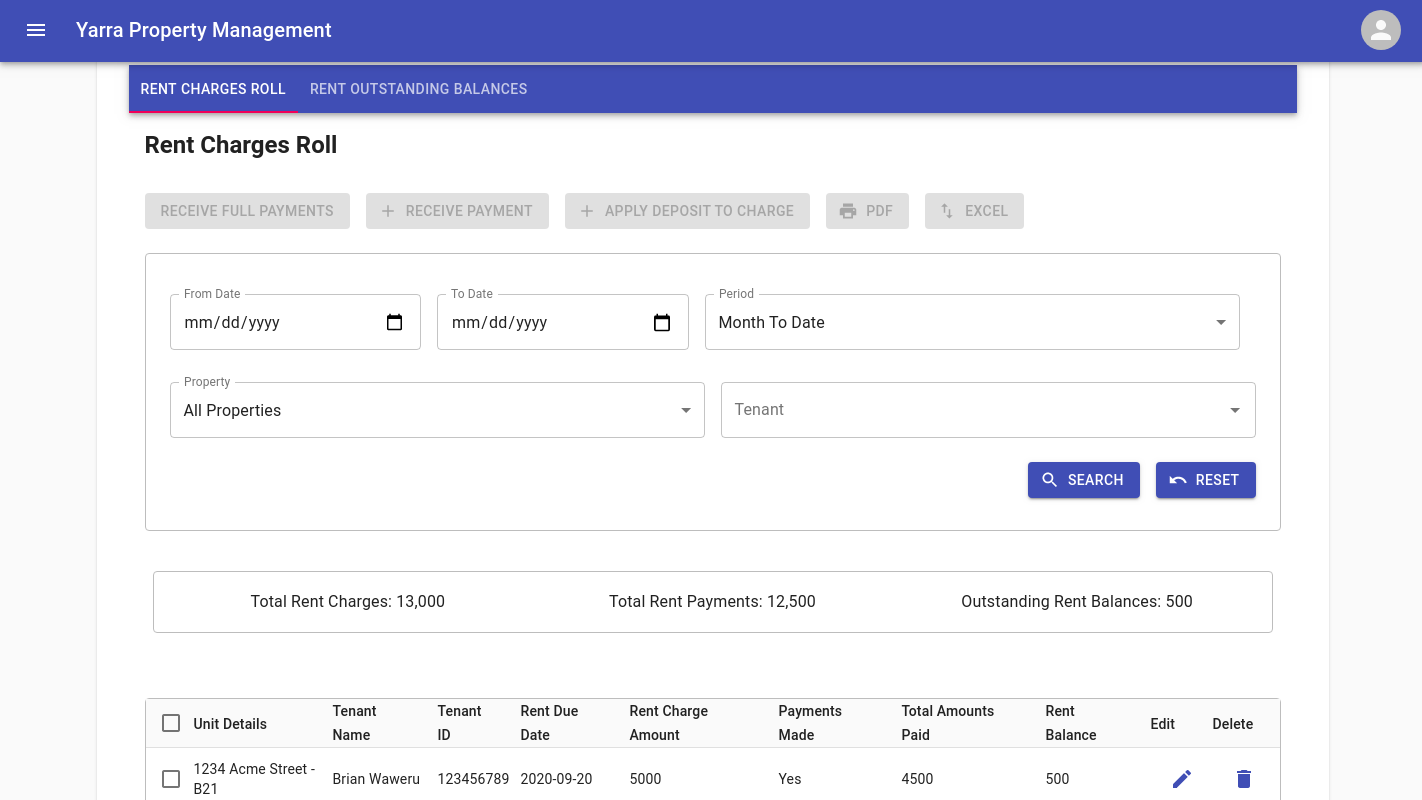 Yarra Property Management
RENT CHARGES ROLL
RENT OUTSTANDING BALANCES
Rent Charges Roll
RECEIVE FULL PAYMENTS
RECEIVE PAYMENT
APPLY DEPOSIT TO CHARGE
PDF
EXCEL
From Date
mm/dd/yyyy
To Date
mm/dd/yyyy
Period
Month To Date
Property
All Properties
Tenant
SEARCH
RESET
Total Rent Charges: 13,000
Total Rent Payments: 12,500
Outstanding Rent Balances: 500
Unit Details
Tenant
Name
Tenant
ID
Rent Due
Date
Rent Charge
Amount
Payments
Made
Total Amounts
Paid
Rent
Balance
Edit
Delete
1234 Acme Street -
B21
Brian Waweru
123456789
2020-09-20
5000
Yes
4500
500